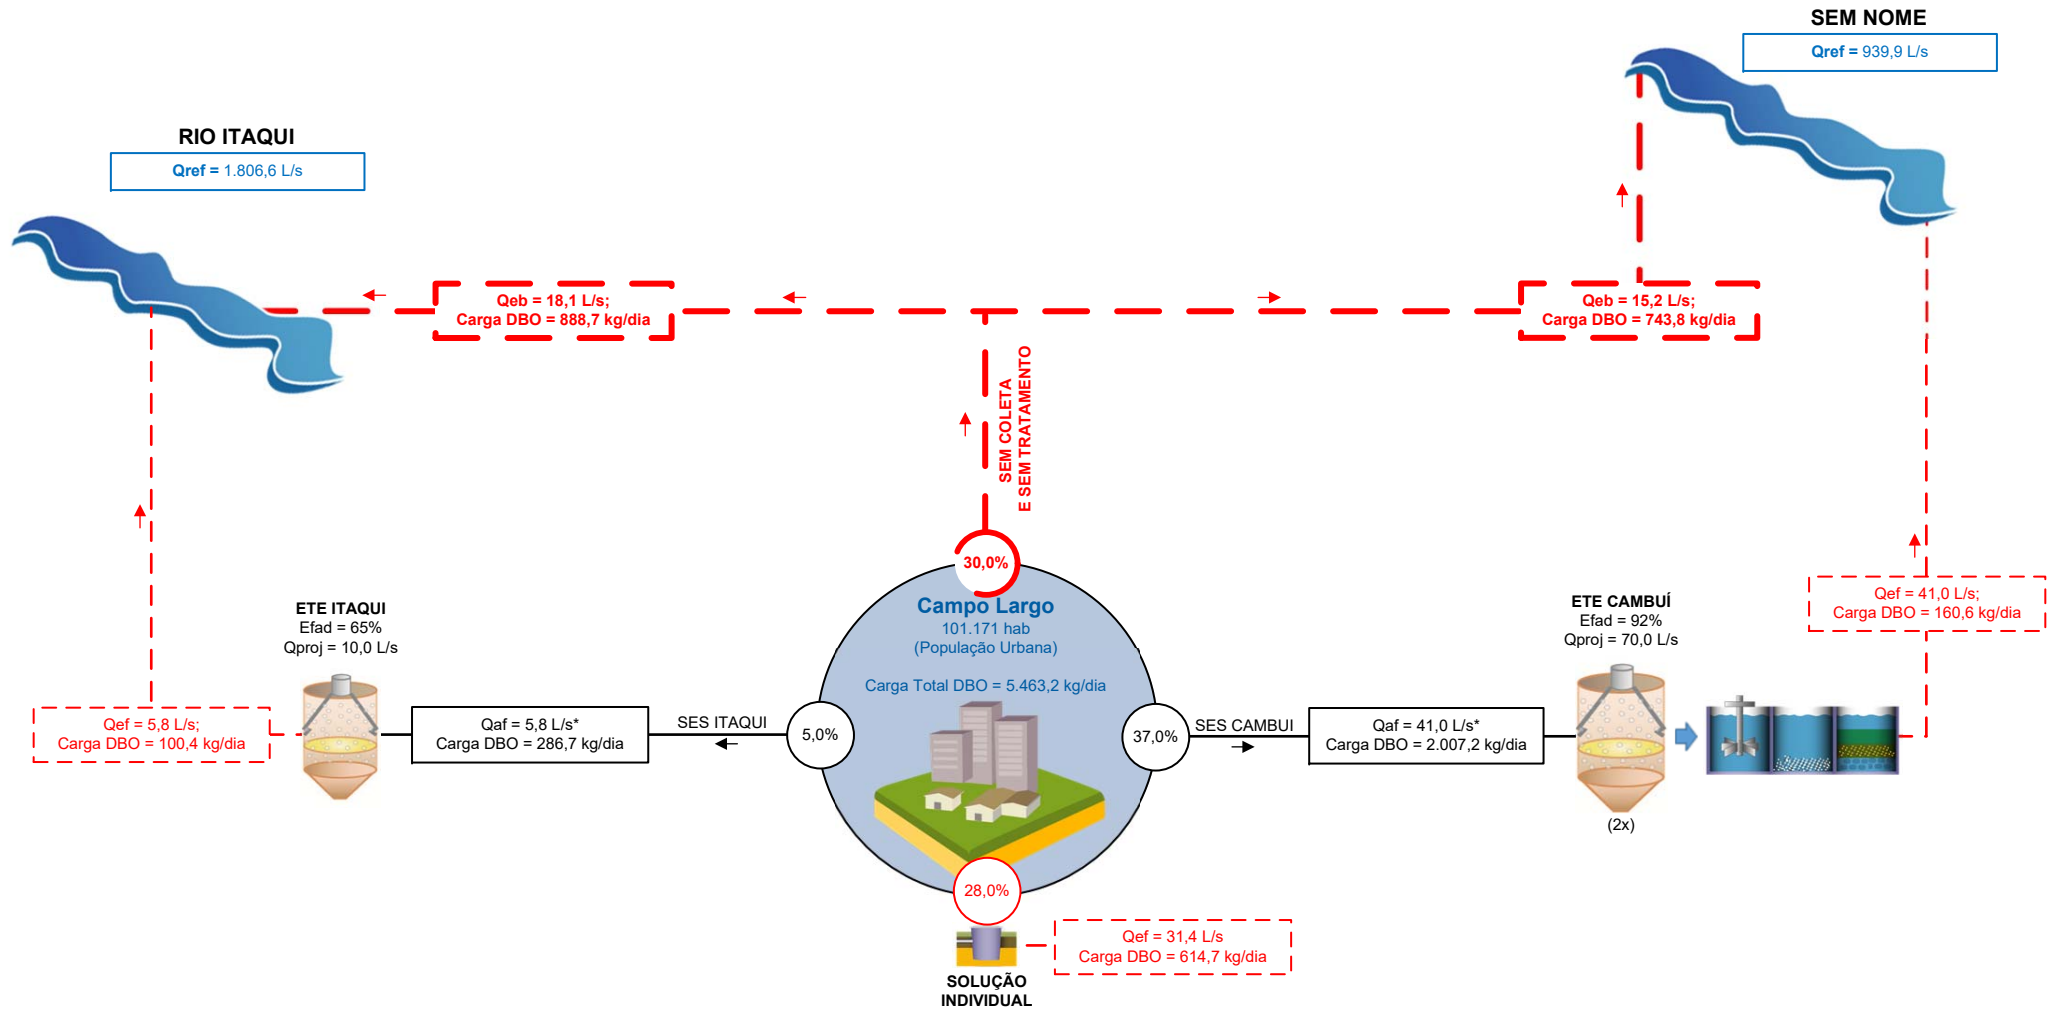 SEM NOME
Qref = 939,9 L/s
RIO ITAQUI
Qref = 1.806,6 L/s
Qeb = 18,1 L/s;
Carga DBO = 888,7 kg/dia
Qeb = 15,2 L/s;
Carga DBO = 743,8 kg/dia
SEM COLETA
E SEM TRATAMENTO
30,0%
Campo Largo
101.171 hab
(População Urbana)
Carga Total DBO = 5.463,2 kg/dia
ETE ITAQUI
Efad = 65%
Qproj = 10,0 L/s
ETE CAMBUÍ
Efad = 92%
Qproj = 70,0 L/s
Qef = 41,0 L/s;
Carga DBO = 160,6 kg/dia
Qef = 5,8 L/s;
Carga DBO = 100,4 kg/dia
Qaf = 5,8 L/s*
Carga DBO = 286,7 kg/dia
SES ITAQUI
5,0%
37,0%
SES CAMBUI
Qaf = 41,0 L/s*
Carga DBO = 2.007,2 kg/dia
(2x)
28,0%
Qef = 31,4 L/s
Carga DBO = 614,7 kg/dia
SOLUÇÃO
INDIVIDUAL